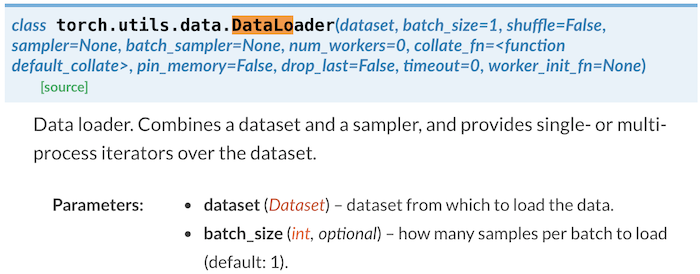 class torch.utils.data.DataLoader(dataset, batch_size=1, shuffle=False,
sampler=None, batch_sampler=None, num_workers=0, collate_fn=<function
default_collate>, pin_memory=False, drop_last=False, timeout=0, worker_init_fn=None)
[source]
Data loader. Combines a dataset and a sampler, and provides single- or multi-
process iterators over the dataset.
Parameters: • dataset (Dataset) – dataset from which to load the data.
• batch_size (int, optional) – how many samples per batch to load
(default: 1).